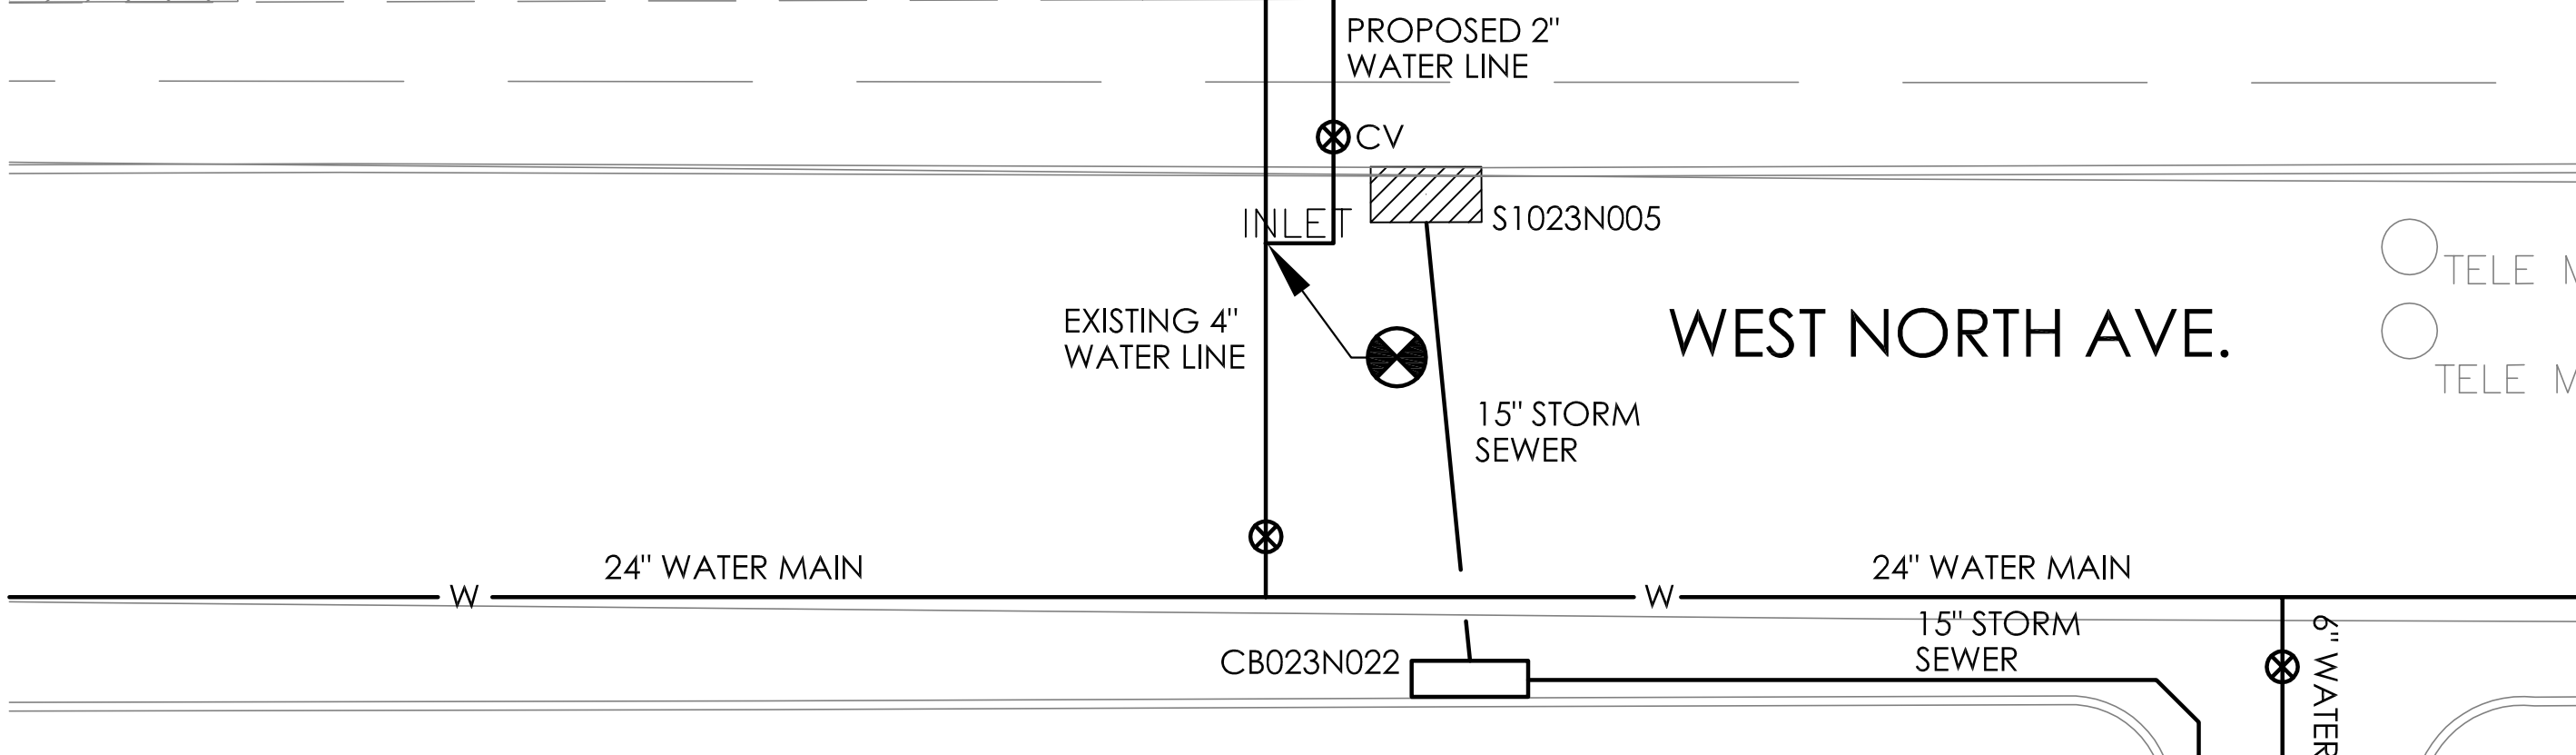 PROPOSED 2"
WATER LINE
CV
INLET
S1023N005
TELE M
EXISTING 4"
WATER LINE
WEST NORTH AVE.
TELE M
15" STORM
SEWER
24" WATER MAIN
24" WATER MAIN
W
W
15" STORM
SEWER
6" WATER
CB023N022